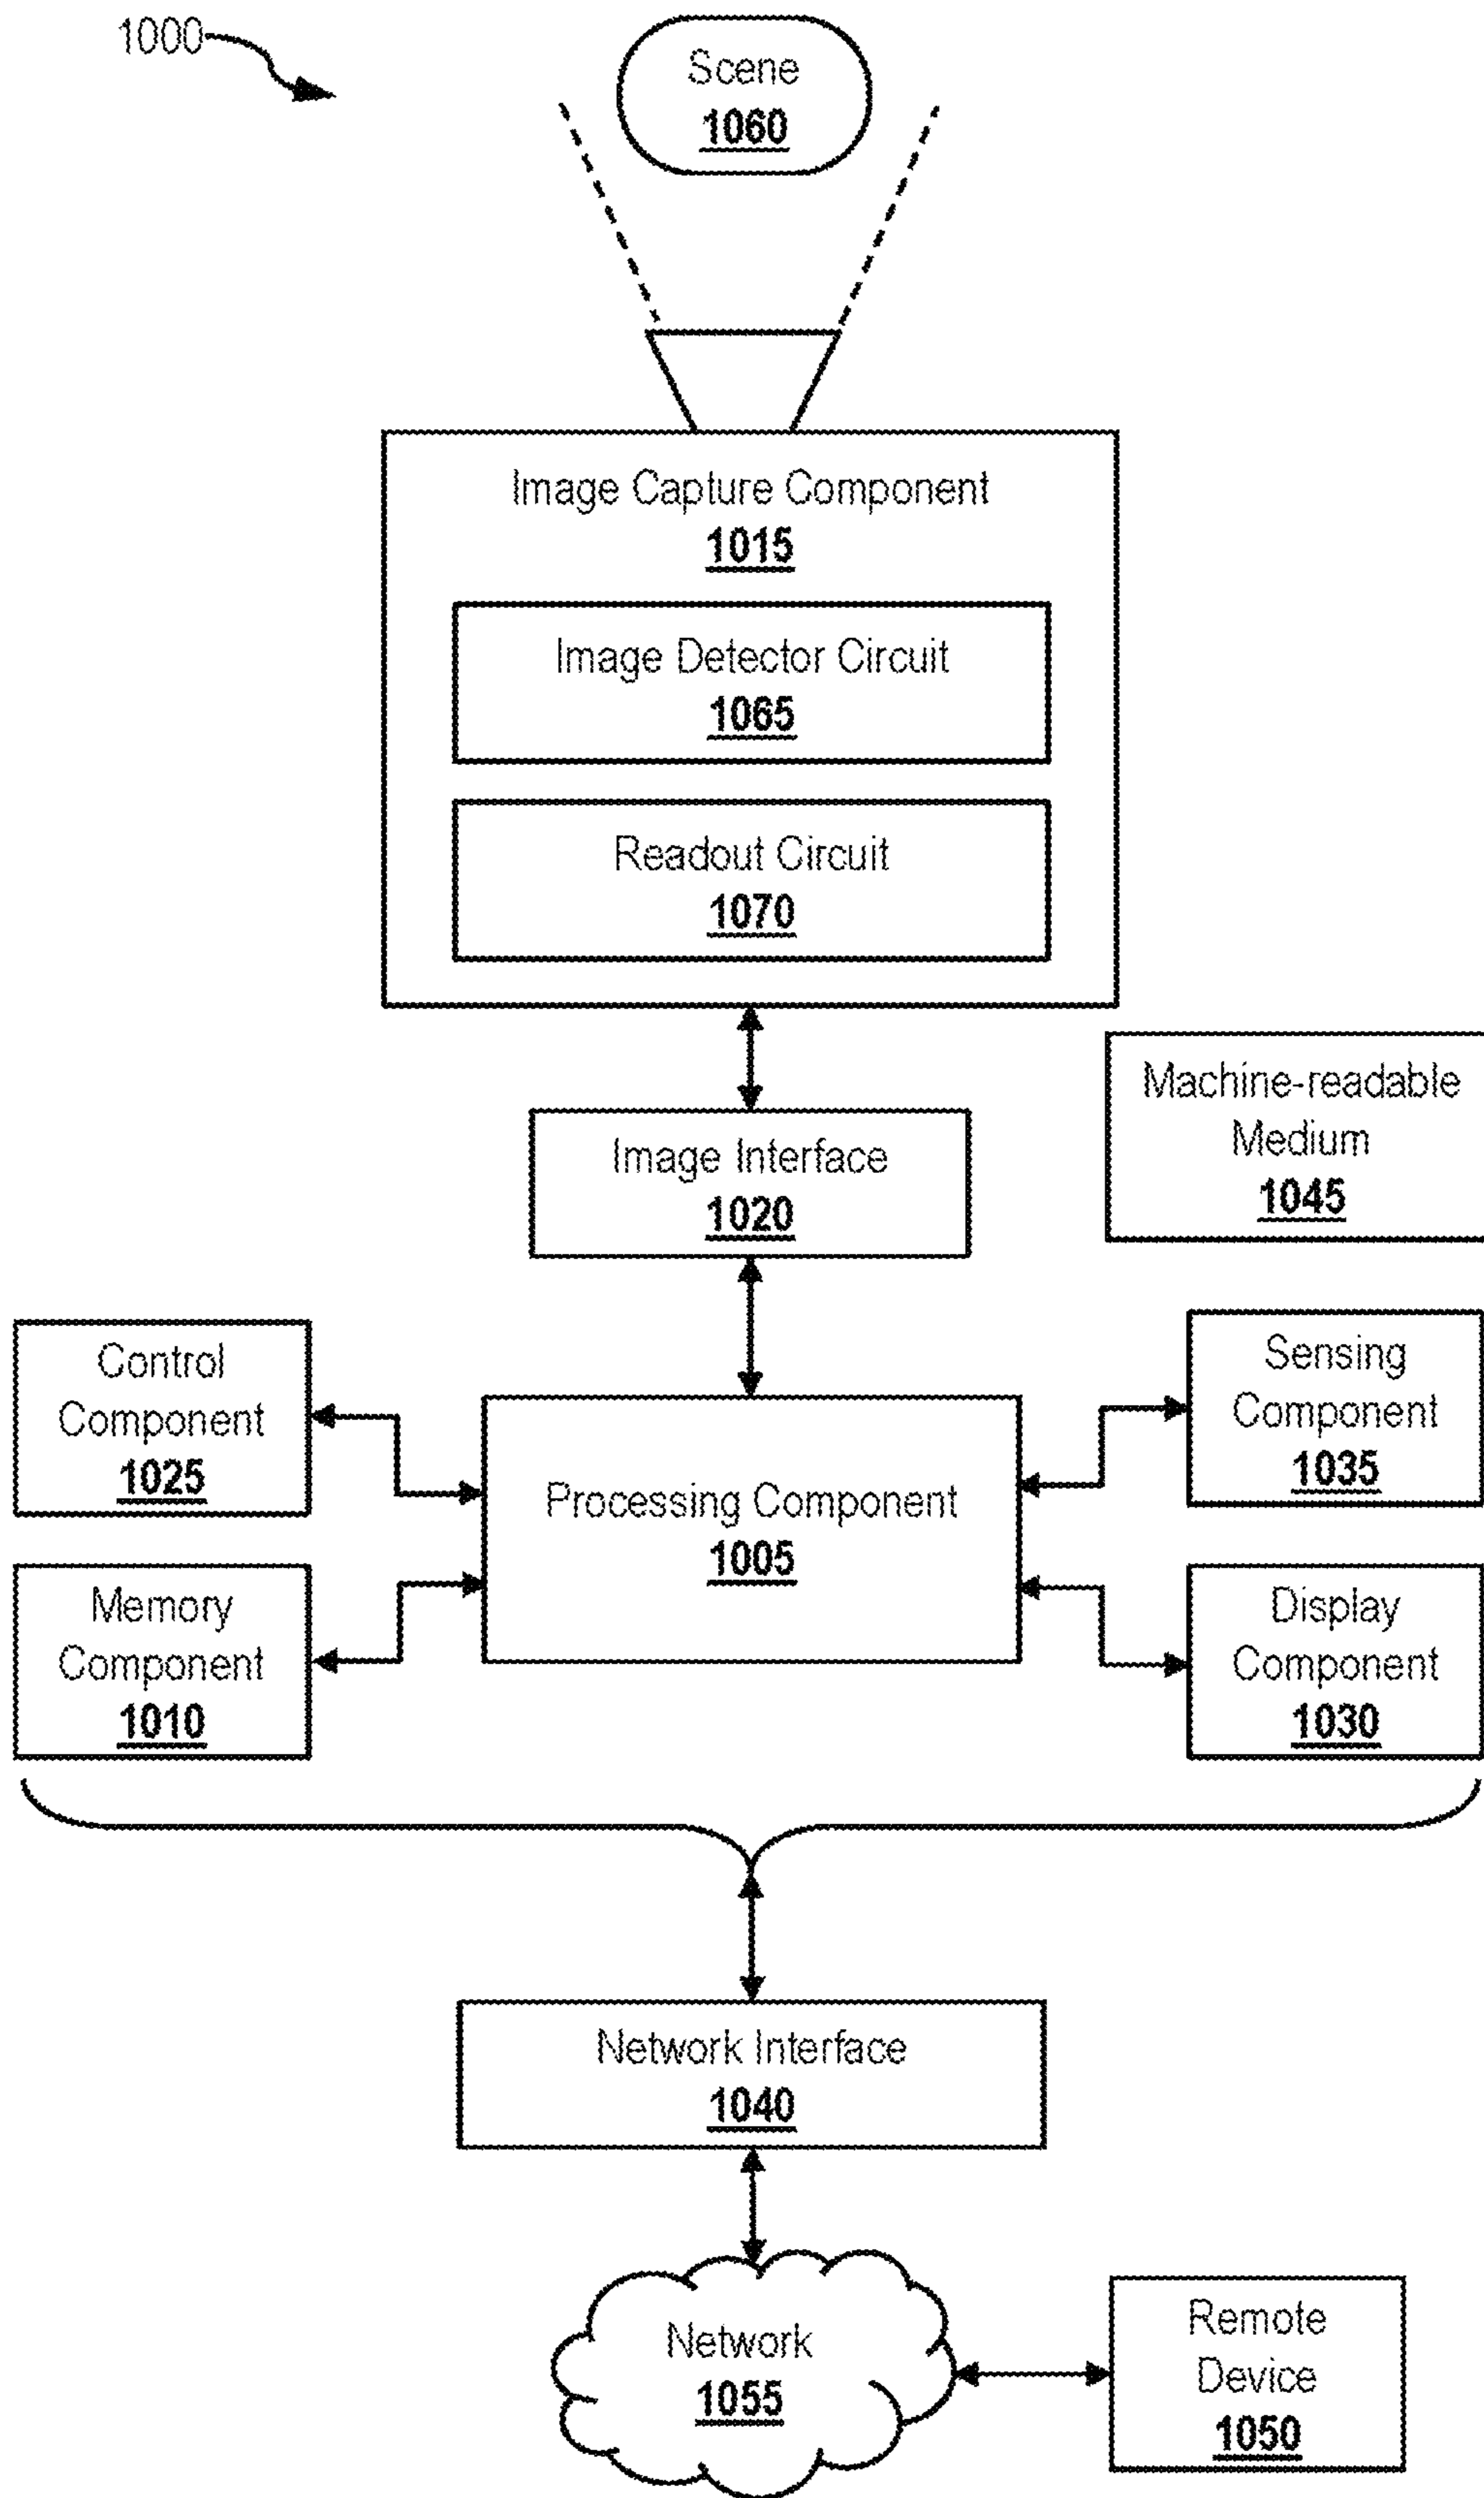 1000
Scene
1060
Image Capture Component
1015
Image Detector Circuit
1065
Readout Circuit
1070
Machine-readable
Medium
1045
Image Interface
1020
Control
Component
1025
Sensing
Component
1035
Processing Component
1005
Memory
Component
1010
Display
Component
1030
Network Interface
1040
Network
1055
Remote
Device
1050